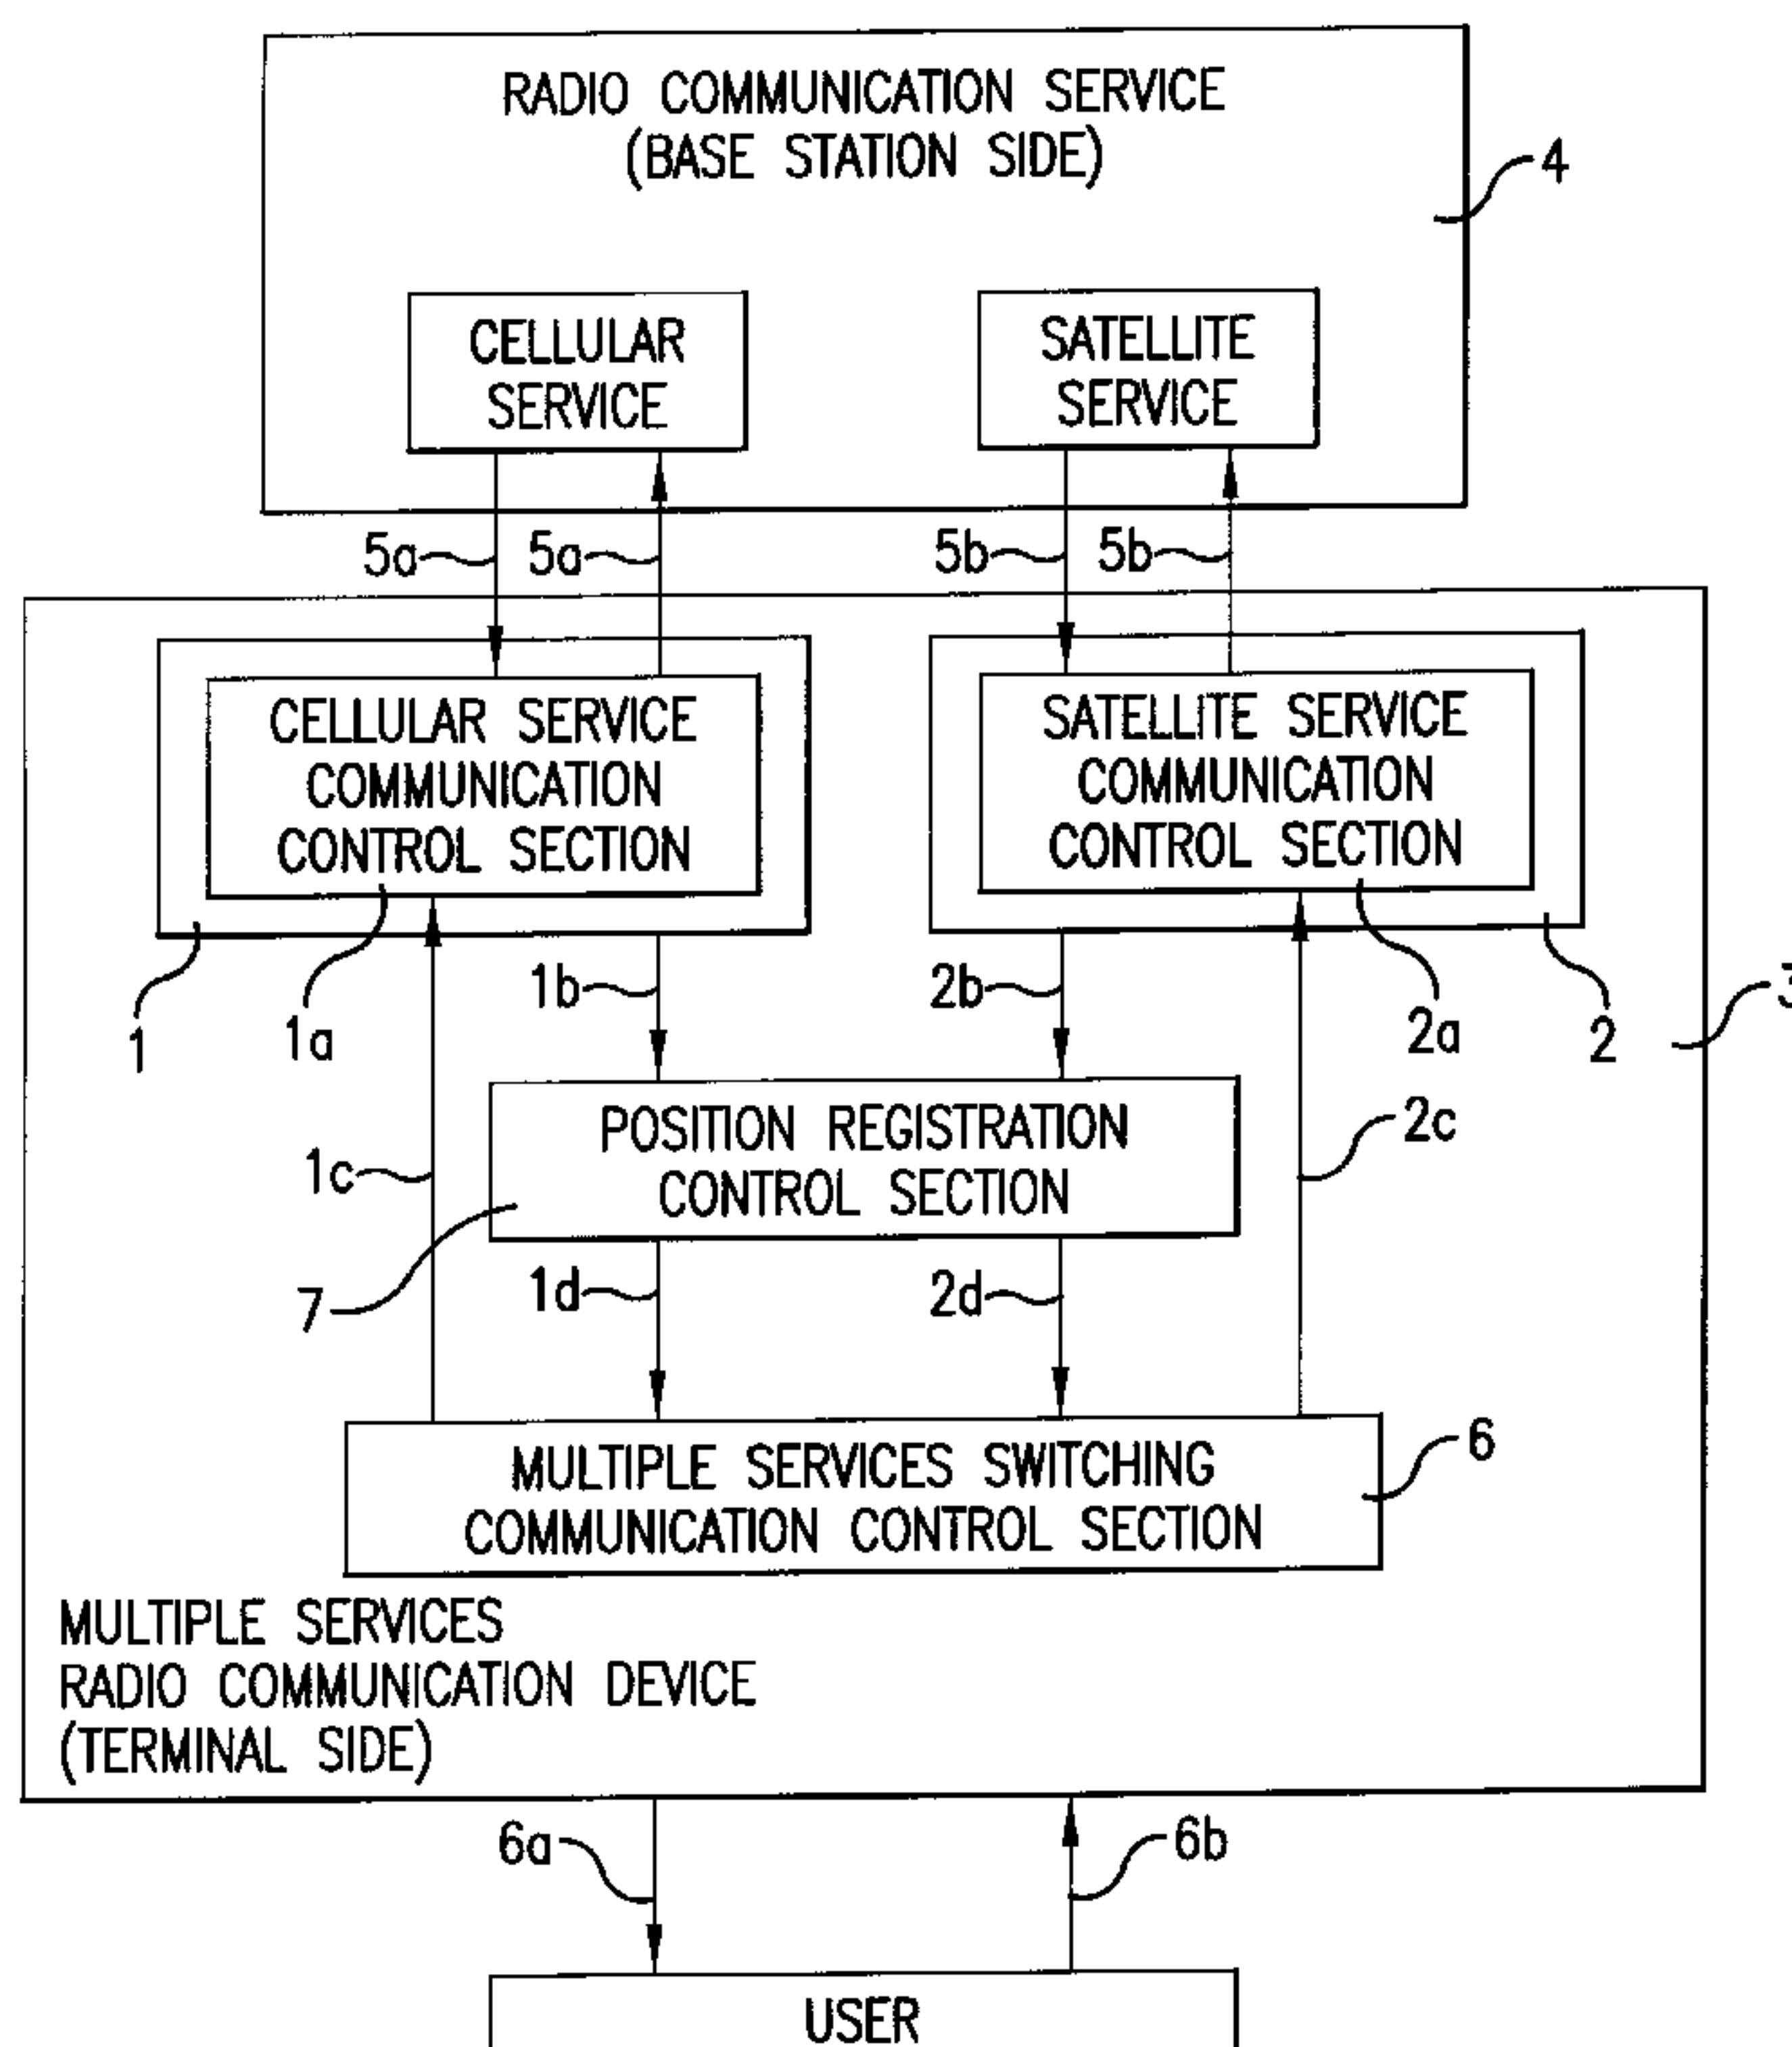 RADIO COMMUNICATION SERVICE
(BASE STATION SIDE)
4
CELLULAR
SERVICE
SATELLITE
SERVICE
5a
5a
5b
5b
CELLULAR SERVICE
COMMUNICATION
CONTROL SECTION
SATELLITE SERVICE
COMMUNICATION
CONTROL SECTION
1
1a
1b
2b
2a
2
3
POSITION REGISTRATION
CONTROL SECTION
1c
2c
7
1d
2d
MULTIPLE SERVICES SWITCHING
COMMUNICATION CONTROL SECTION
6
MULTIPLE SERVICES
RADIO COMMUNICATION DEVICE
(TERMINAL SIDE)
6a
6b
USER